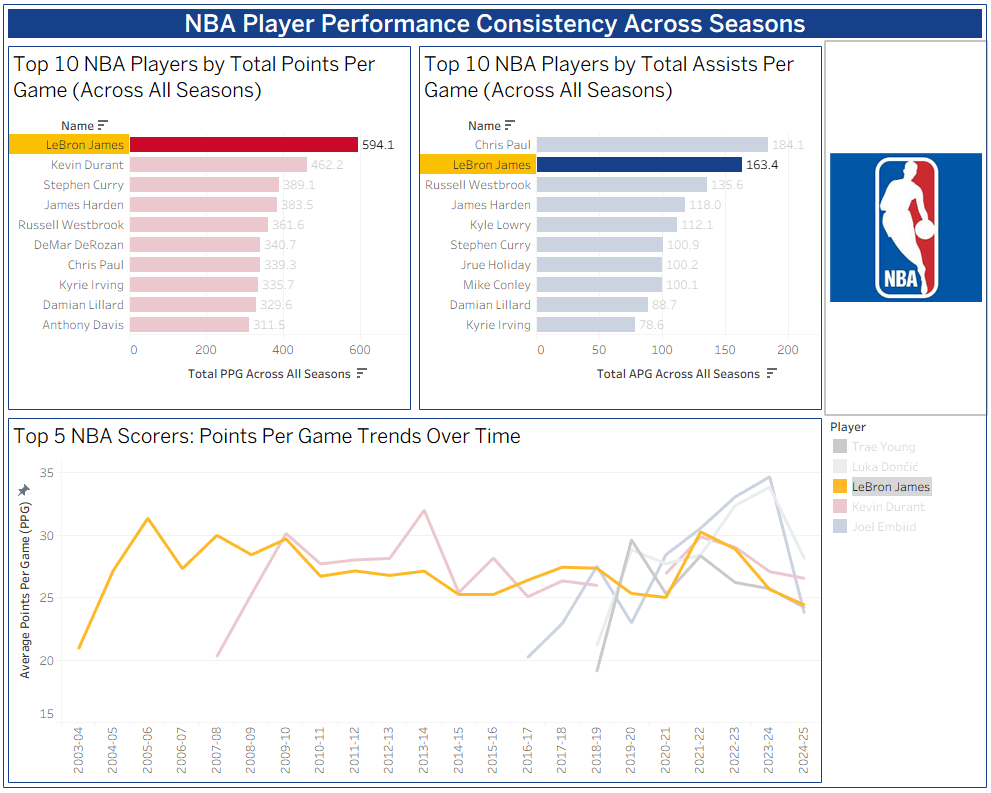 NBA Player Performance Consistency Across Seasons
Top 10 NBA Players by Total Points Per
Game (Across All Seasons)
Name
LeBron James 594.1
Kevin Durant 462.2
Stephen Curry 389.1
James Harden 383.5
Russell Westbrook 361.6
DeMar DeRozan 340.7
Chris Paul 339.3
Kyrie Irving 335.7
Damian Lillard 329.6
Anthony Davis 311.5
0 200 400 600
Total PPG Across All Seasons
Top 10 NBA Players by Total Assists Per
Game (Across All Seasons)
Name
Chris Paul 184.1
LeBron James 163.4
Russell Westbrook 135.6
James Harden 118.0
Kyle Lowry 112.1
Stephen Curry 100.9
Jrue Holiday 100.2
Mike Conley 100.1
Damian Lillard 88.7
Kyrie Irving 78.6
0 50 100 150 200
Total APG Across All Seasons
NBA
Top 5 NBA Scorers: Points Per Game Trends Over Time
Average Points Per Game (PPG)
35
30
25
20
15
2003-04
2004-05
2005-06
2006-07
2007-08
2008-09
2009-10
2010-11
2011-12
2012-13
2013-14
2014-15
2015-16
2016-17
2017-18
2018-19
2019-20
2020-21
2021-22
2022-23
2023-24
2024-25
Player
Trae Young
Luka Dončić
LeBron James
Kevin Durant
Joel Embiid